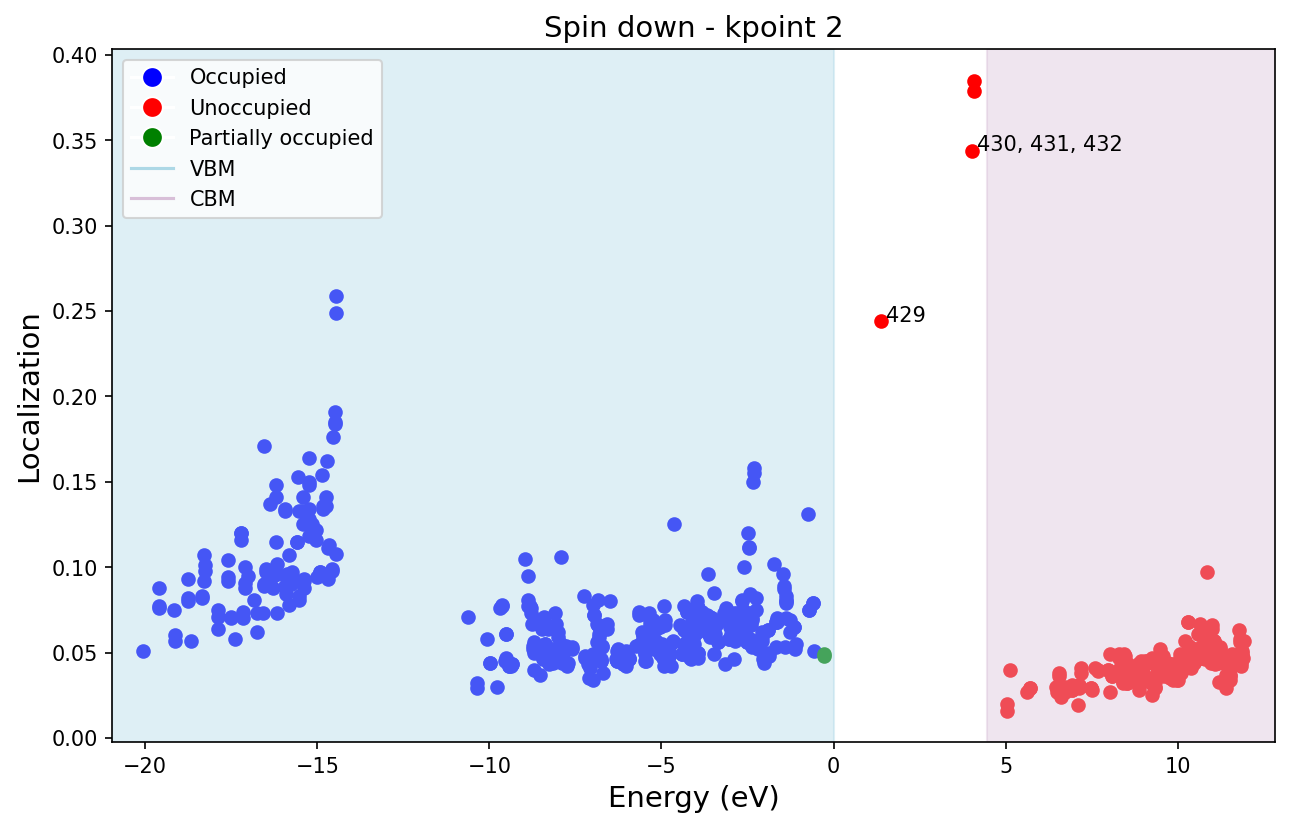 Spin down - kpoint 2
Localization
0.40
0.35
0.30
0.25
0.20
0.15
0.10
0.05
0.00
Occupied
Unoccupied
Partially occupied
VBM
CBM
430, 431, 432
429
−20
−15
−10
−5
0
5
10
Energy (eV)